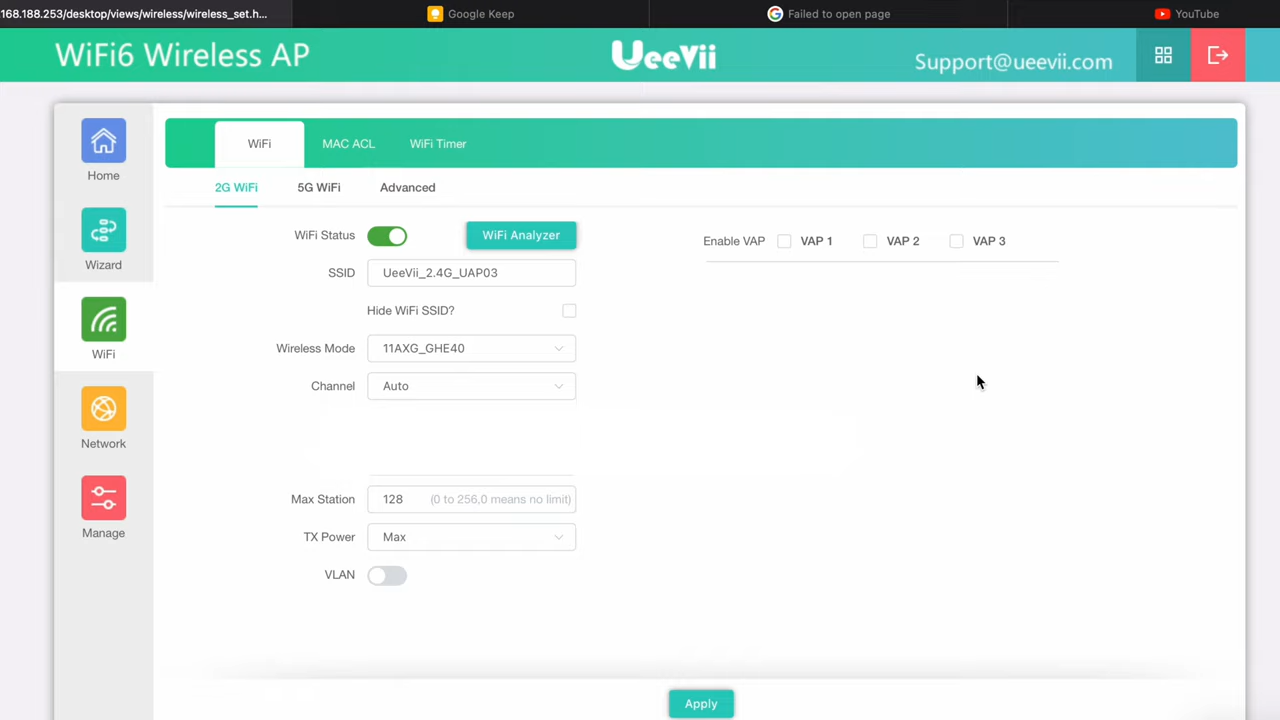 168.188.253/desktop/views/wireless/wireless_set.h...
Google Keep
Failed to open page
YouTube
WiFi6 Wireless AP
UeeVii
Support@ueevii.com
WiFi
MAC ACL
WiFi Timer
Home
2G WiFi
5G WiFi
Advanced
WiFi Status
WiFi Analyzer
Enable VAP
VAP 1
VAP 2
VAP 3
Wizard
SSID
UeeVii_2.4G_UAP03
Hide WiFi SSID?
Wireless Mode
11AXG_GHE40
WiFi
Channel
Auto
Network
Max Station
128
(0 to 256,0 means no limit)
Manage
TX Power
Max
VLAN
Apply